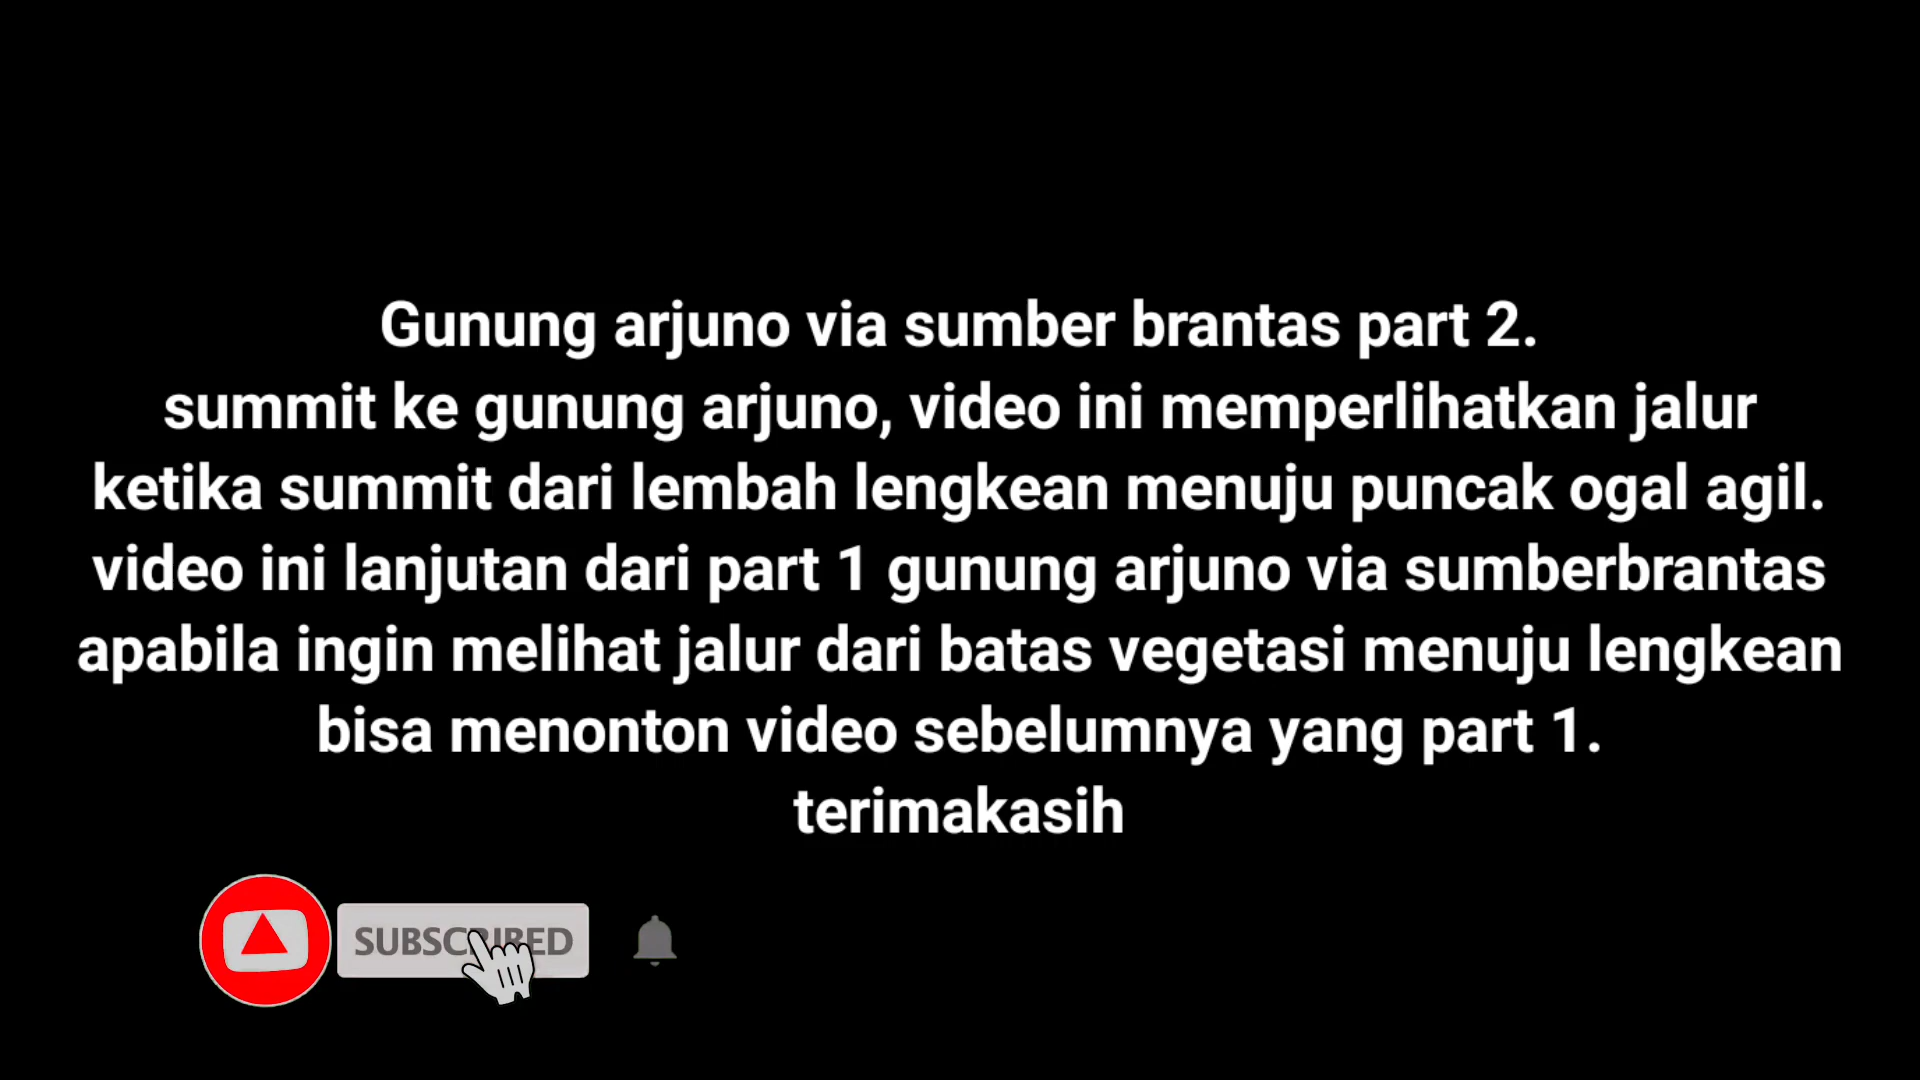 Gunung arjuno via sumber brantas part 2.
summit ke gunung arjuno, video ini memperlihatkan jalur
ketika summit dari lembah lengkean menuju puncak ogal agil.
video ini lanjutan dari part 1 gunung arjuno via sumberbrantas
apabila ingin melihat jalur dari batas vegetasi menuju lengkean
bisa menonton video sebelumnya yang part 1.
terimakasih
SUBSCRIBED